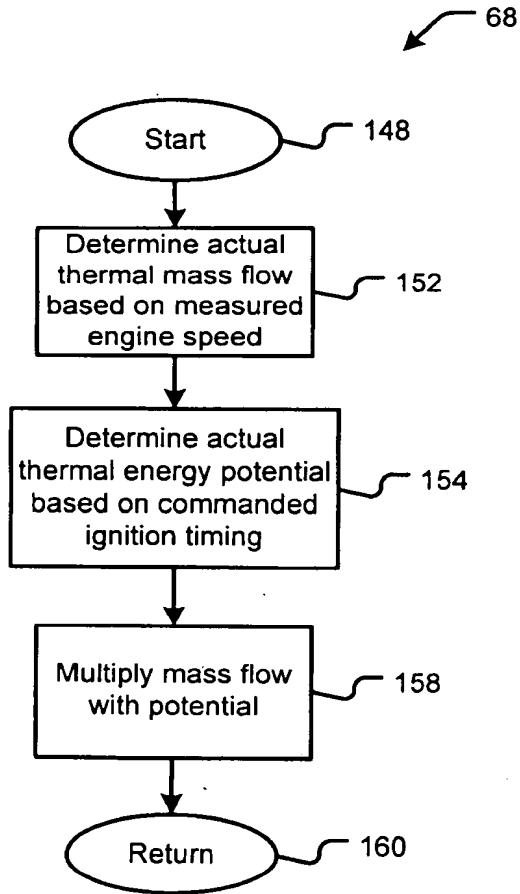 68
Start
148
Determine actual
thermal mass flow
based on measured
engine speed
152
Determine actual
thermal energy potential
based on commanded
ignition timing
154
Multiply mass flow
with potential
158
Return
160